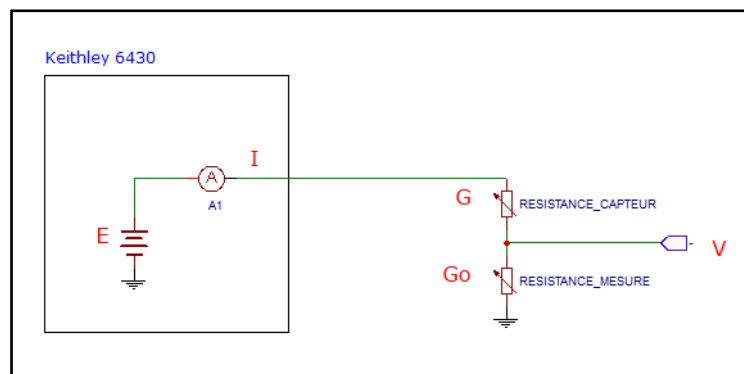 Keithley 6430
I
A
A1
G
RESISTANCE_CAPTEUR
E
V
Go
RESISTANCE_MESURE